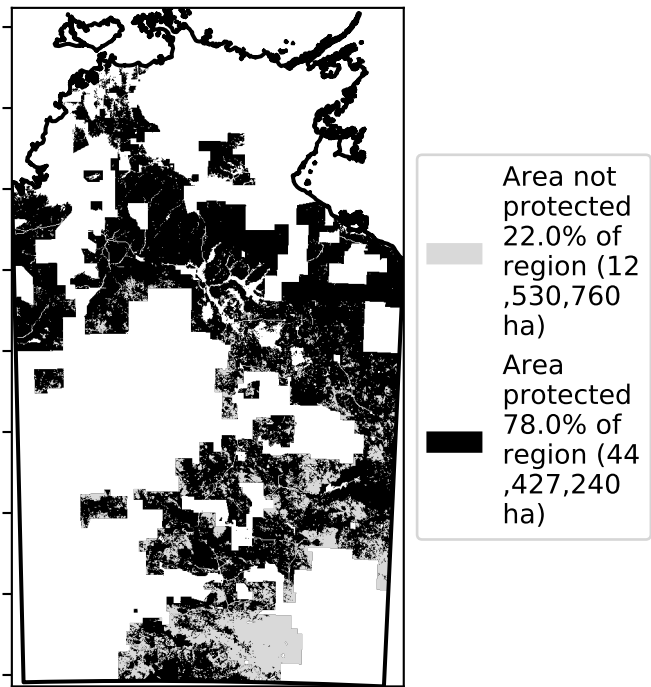 Area not
protected
22.0% of
region (12
,530,760
ha)
Area
protected
78.0% of
region (44
,427,240
ha)